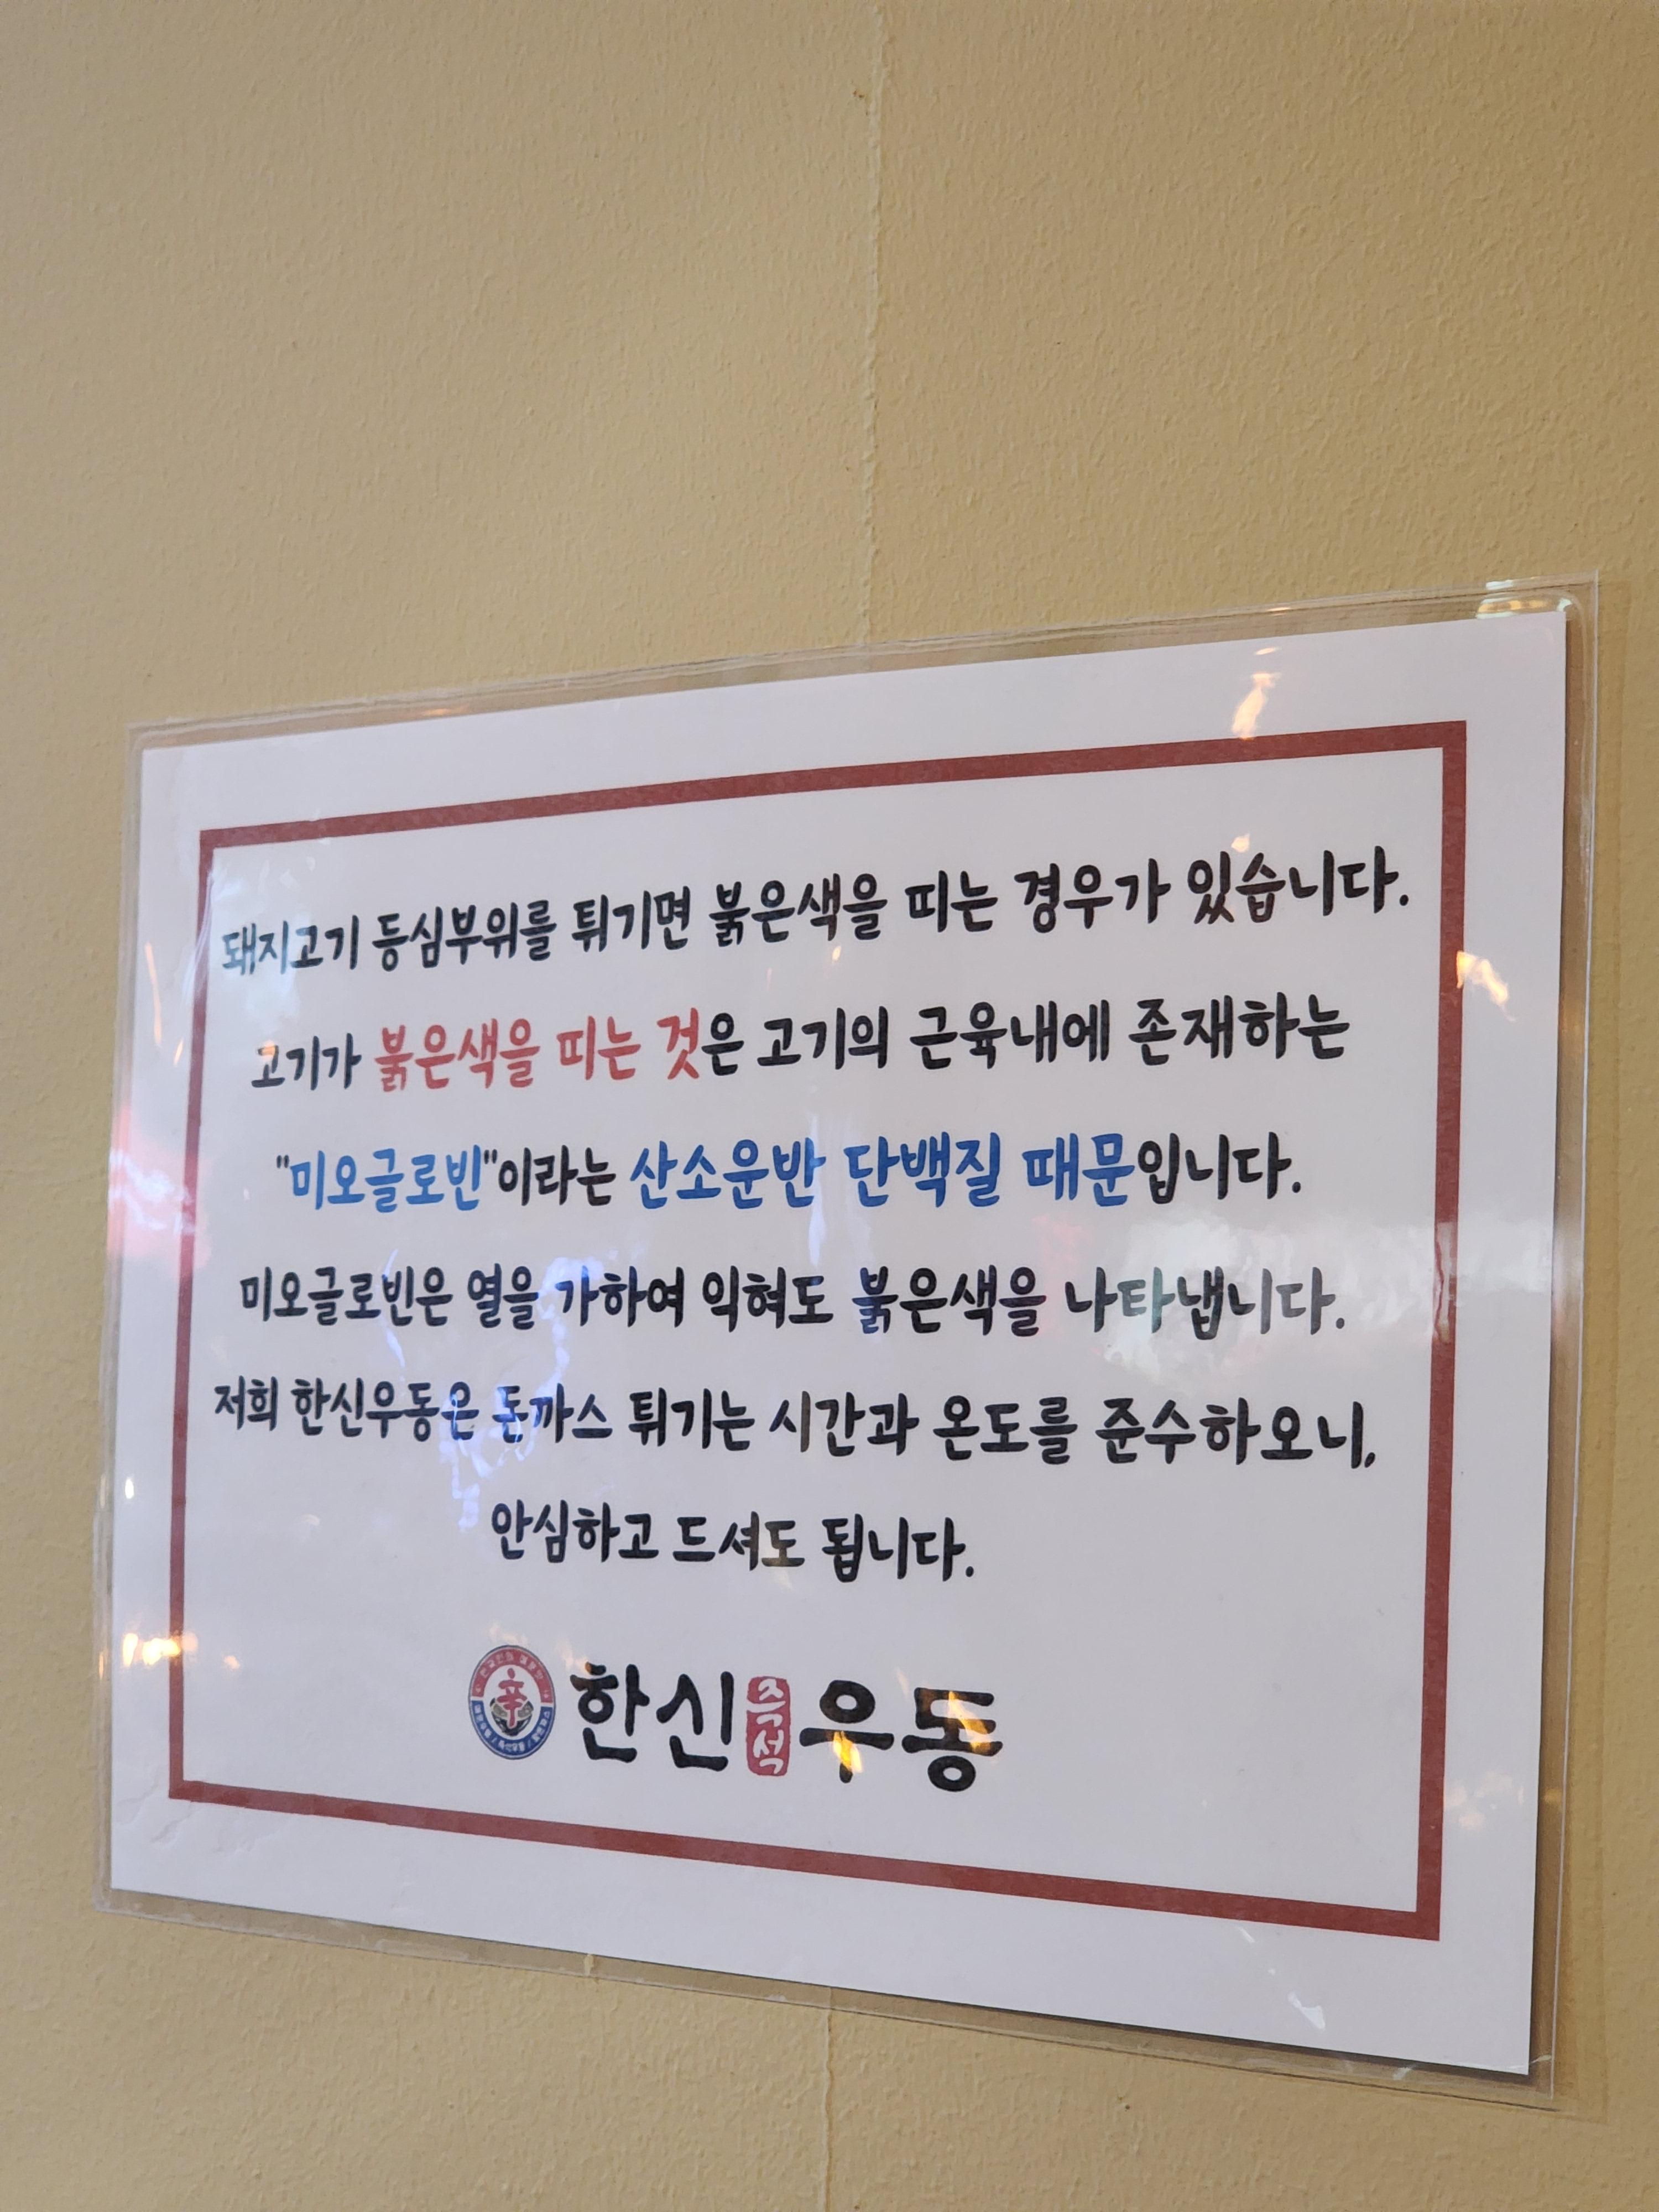 돼지고기 등심부위를 튀기면 붉은색을 띠는 경우가 있습니다.
고기가 붉은색을 띠는 것은 고기의 근육내에 존재하는
"미오글로빈"이라는 산소운반 단백질 때문입니다.
미오글로빈은 열을 가하여 익혀도 붉은색을 나타냅니다.
저희 한신우동은 돈까스 튀기는 시간과 온도를 준수하오니,
안심하고 드셔도 됩니다.
辛 한신즉석우동